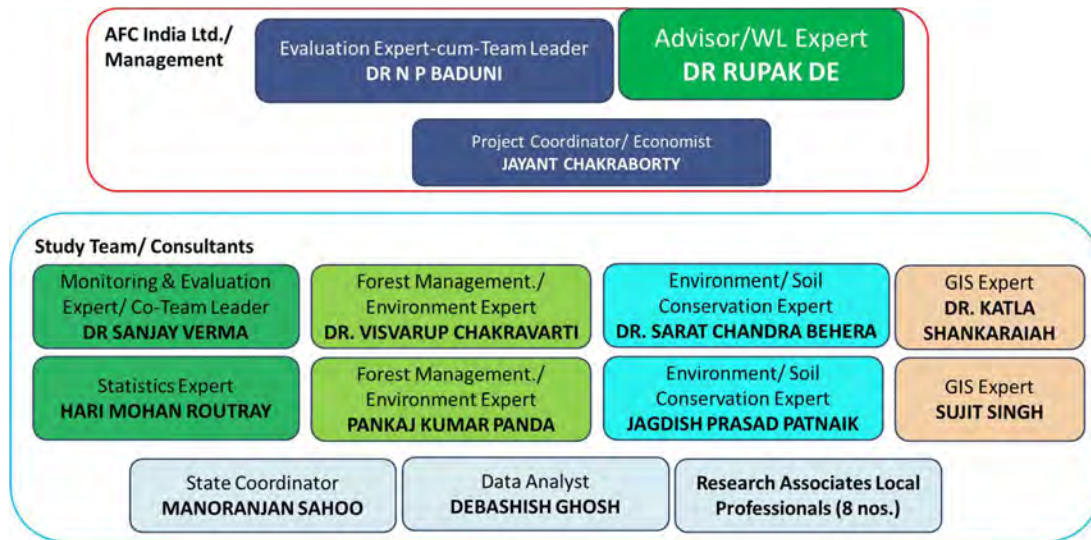 AFC India Ltd./
Management
Evaluation Expert-cum-Team Leader
DR N P BADUNI
Advisor/WL Expert
DR RUPAK DE
Project Coordinator/ Economist
JAYANT CHAKRABORTY
Study Team/ Consultants
Monitoring & Evaluation
Expert/ Co-Team Leader
DR SANJAY VERMA
Forest Management./
Environment Expert
DR. VISVARUP CHAKRAVARTI
Environment/ Soil
Conservation Expert
DR. SARAT CHANDRA BEHERA
GIS Expert
DR. KATLA
SHANKARAIAH
Statistics Expert
HARI MOHAN ROUTRAY
Forest Management./
Environment Expert
PANKAJ KUMAR PANDA
Environment/ Soil
Conservation Expert
JAGDISH PRASAD PATNAIK
GIS Expert
SUJIT SINGH
State Coordinator
MANORANJAN SAHOO
Data Analyst
DEBASHISH GHOSH
Research Associates Local
Professionals (8 nos.)